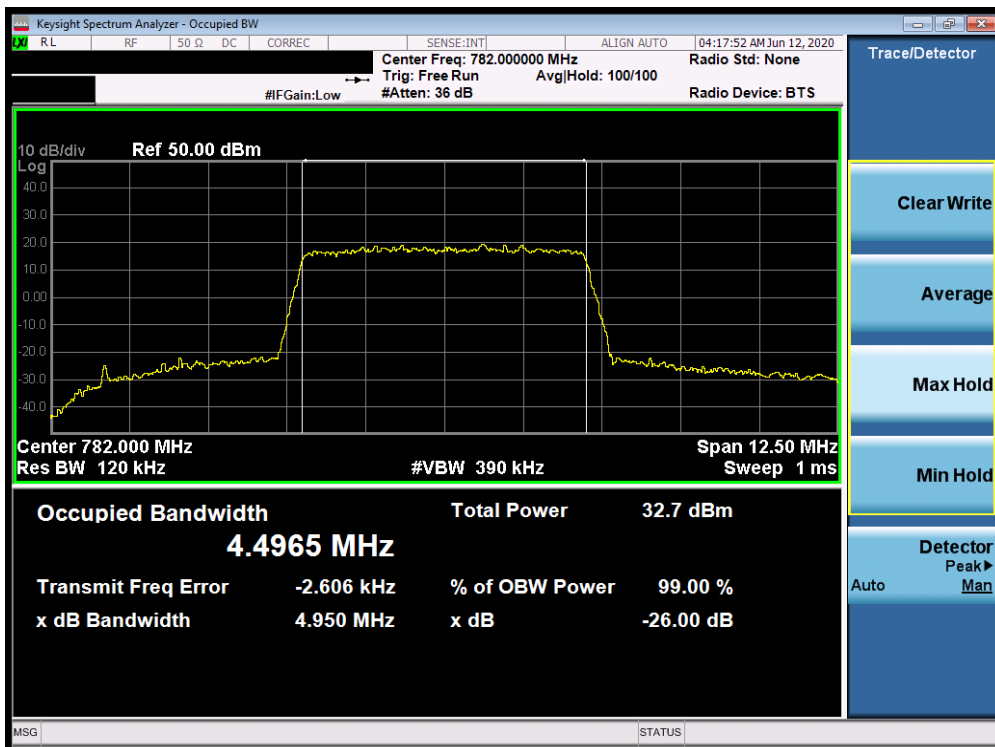 Keysight Spectrum Analyzer - Occupied BW
LXI RL RF 50 Ω DC CORREC SENSE:INT ALIGN AUTO 04:17:52 AM Jun 12, 2020
Center Freq: 782.000000 MHz Radio Std: None
Trig: Free Run Avg|Hold: 100/100
#IFGain:Low #Atten: 36 dB Radio Device: BTS
Trace/Detector
10 dB/div Ref 50.00 dBm
Log
40.0
30.0
20.0
10.0
0.00
-10.0
-20.0
-30.0
-40.0
Center 782.000 MHz Span 12.50 MHz
Res BW 120 kHz #VBW 390 kHz Sweep 1 ms
Occupied Bandwidth Total Power 32.7 dBm
4.4965 MHz
Transmit Freq Error -2.606 kHz % of OBW Power 99.00 %
x dB Bandwidth 4.950 MHz x dB -26.00 dB
Clear Write
Average
Max Hold
Min Hold
Detector
Peak▶
Auto Man
MSG STATUS